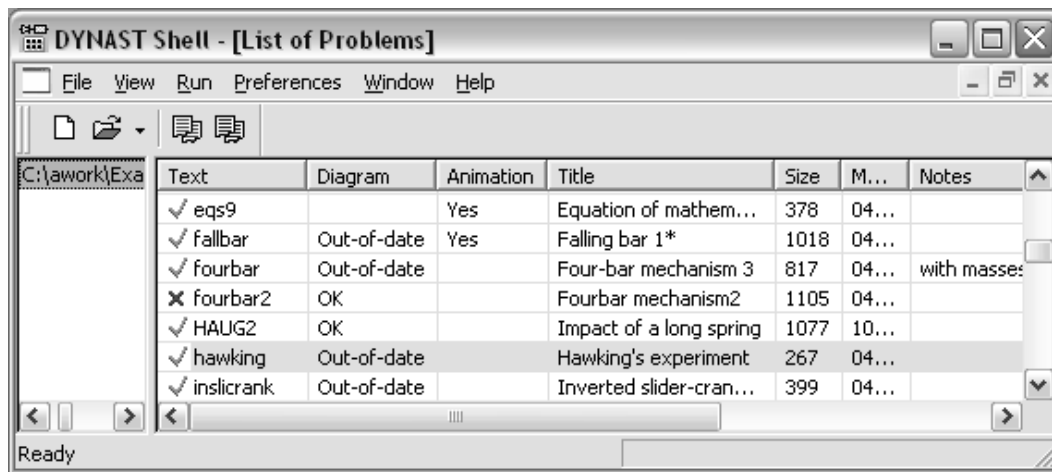 DYNAST Shell - [List of Problems]
File View Run Preferences Window Help
C:\awork\Exa
Text Diagram Animation Title Size M... Notes
eqs9 Yes Equation of mathem... 378 04...
fallbar Out-of-date Yes Falling bar 1* 1018 04...
fourbar Out-of-date Four-bar mechanism 3 817 04... with masses
fourbar2 OK Fourbar mechanism2 1105 04...
HAUG2 OK Impact of a long spring 1077 10...
hawking Out-of-date Hawking's experiment 267 04...
inslicrank Out-of-date Inverted slider-cran... 399 04...
Ready